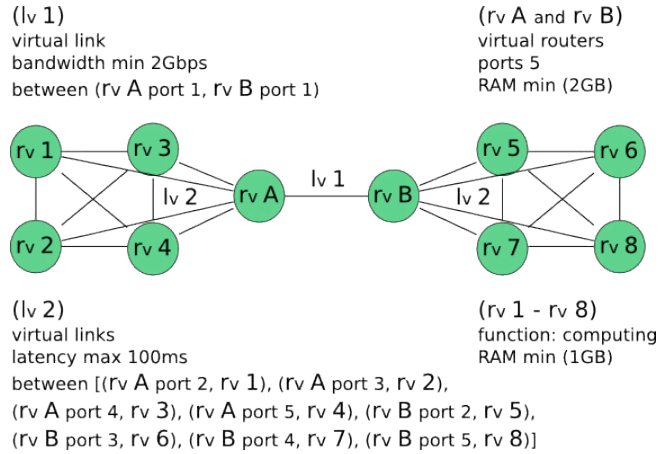 (lv 1)
virtual link
bandwidth min 2Gbps
between (rv A port 1, rv B port 1)
(rv A and rv B)
virtual routers
ports 5
RAM min (2GB)
rv 1
rv 3
rv 5
rv 6
lv 1
lv 2
rv A
rv B
lv 2
rv 2
rv 4
rv 7
rv 8
(lv 2)
virtual links
latency max 100ms
between [(rv A port 2, rv 1), (rv A port 3, rv 2),
(rv A port 4, rv 3), (rv A port 5, rv 4), (rv B port 2, rv 5),
(rv B port 3, rv 6), (rv B port 4, rv 7), (rv B port 5, rv 8)]
(rv 1 - rv 8)
function: computing
RAM min (1GB)